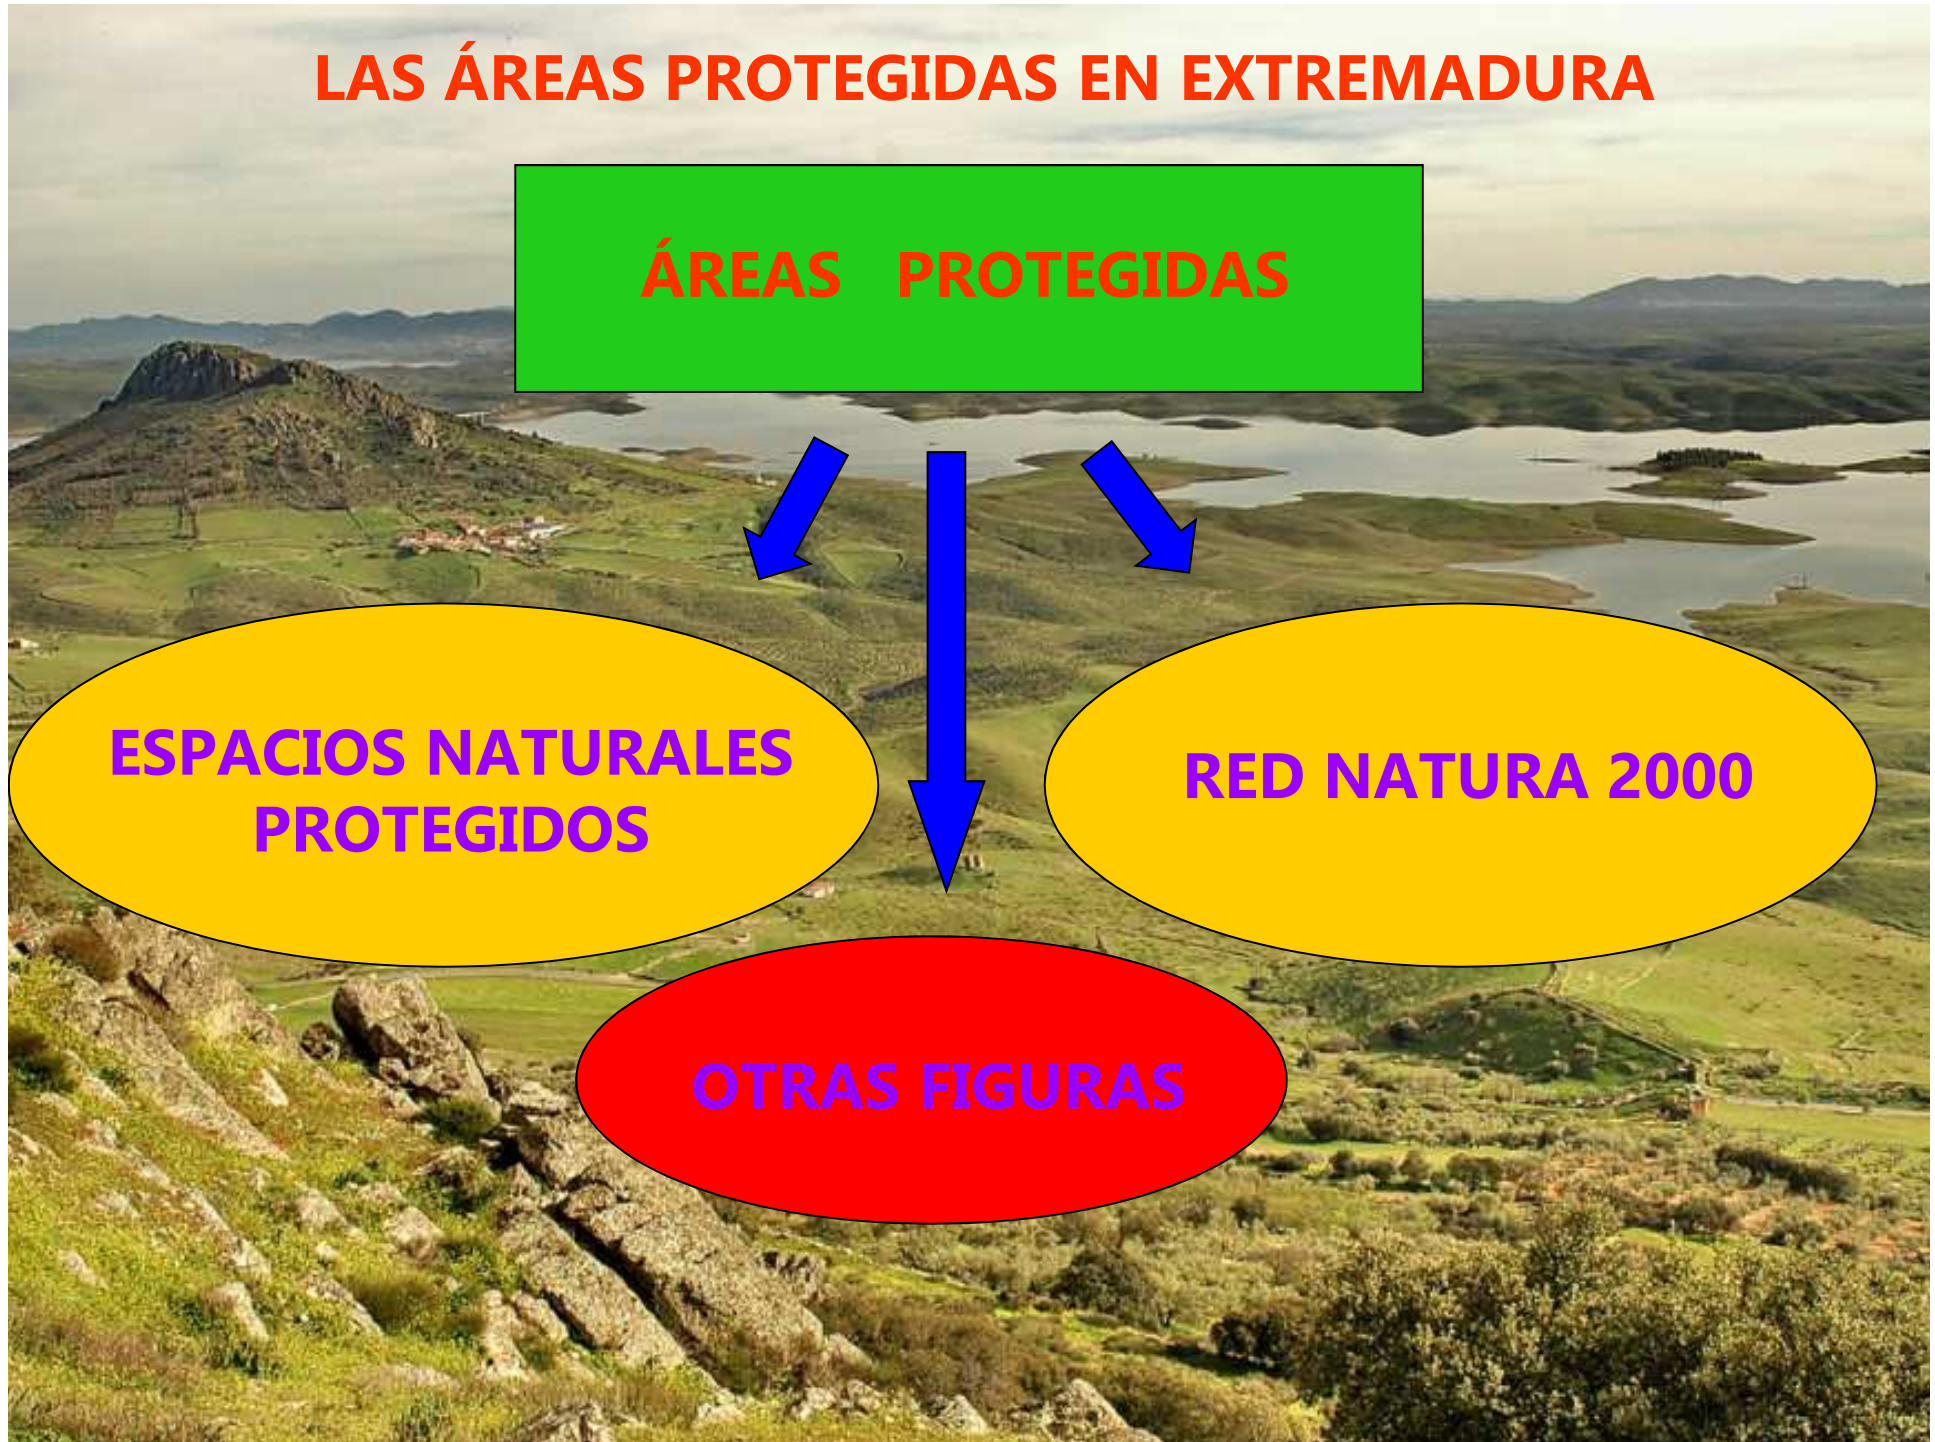 LAS ÁREAS PROTEGIDAS EN EXTREMADURA
ÁREAS PROTEGIDAS
ESPACIOS NATURALES
PROTEGIDOS
RED NATURA 2000
OTRAS FIGURAS